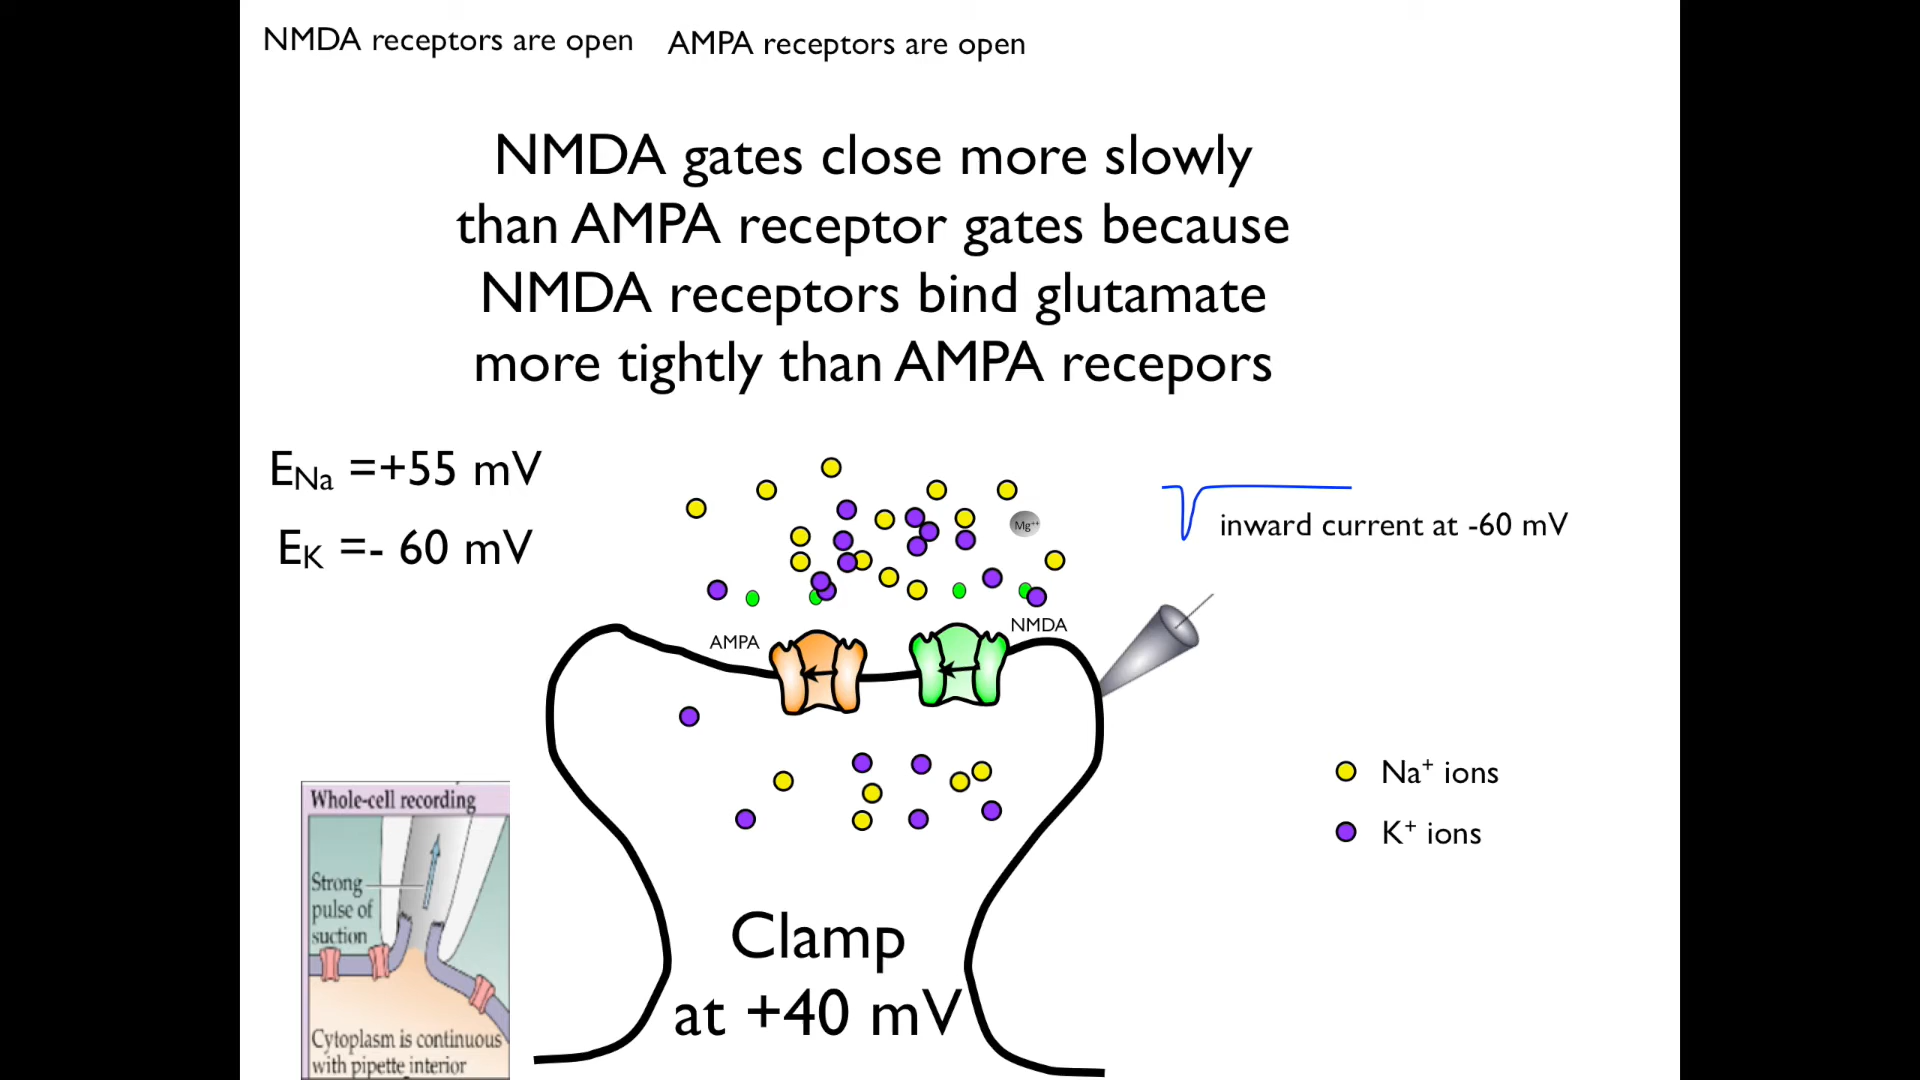 NMDA receptors are open
AMPA receptors are open
NMDA gates close more slowly
than AMPA receptor gates because
NMDA receptors bind glutamate
more tightly than AMPA recepors
ENa =+55 mV
EK =- 60 mV
Mg++
inward current at -60 mV
AMPA
NMDA
Na+ ions
K+ ions
Whole-cell recording
Strong
pulse of
suction
Cytoplasm is continuous
with pipette interior
Clamp
at +40 mV